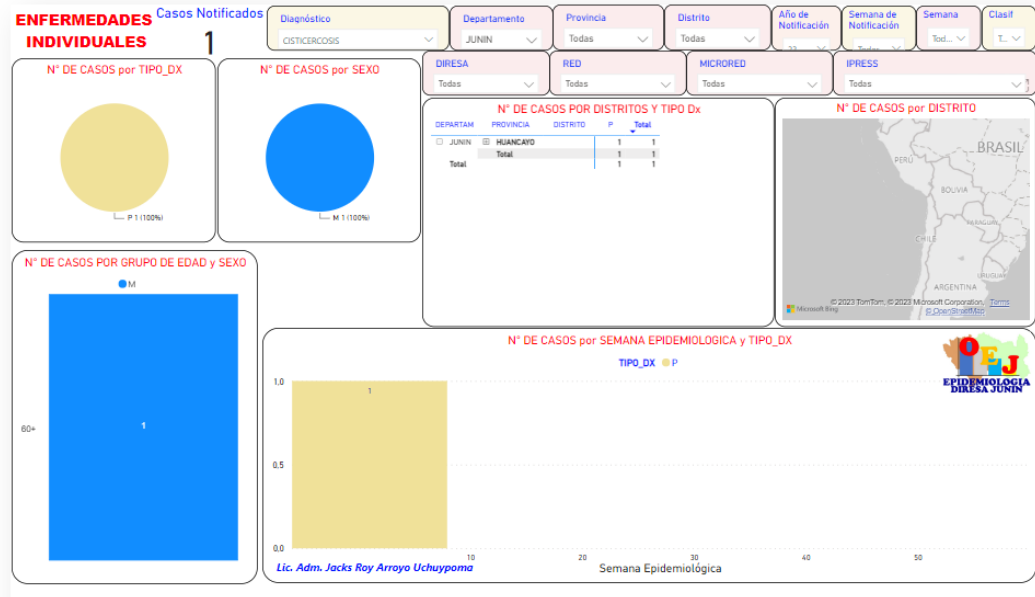 ENFERMEDADES
INDIVIDUALES
Casos Notificados
1
Diagnóstico
CISTICERCOSIS
Departamento
JUNIN
Provincia
Todas
Distrito
Todas
Año de
Notificación
Semana de
Notificación
Semana
Tod...
Clasif
T...
DIRESA
Todas
RED
Todas
MICRORED
Todas
IPRESS
Todas
N° DE CASOS por TIPO_DX
P 1 (100%)
N° DE CASOS por SEXO
M 1 (100%)
N° DE CASOS POR DISTRITOS Y TIPO Dx
DEPARTAM PROVINCIA DISTRITO P Total
JUNIN HUANCAYO 1 1
Total 1 1
Total 1 1
N° DE CASOS por DISTRITO
BRASIL
PERÚ
BOLIVIA
PARAGUAY
CHILE
URUGUAY
ARGENTINA
© 2023 TomTom, © 2023 Microsoft Corporation, Terms
Microsoft Bing
© OpenStreetMap
N° DE CASOS POR GRUPO DE EDAD y SEXO
M
60+
1
N° DE CASOS por SEMANA EPIDEMIOLOGICA y TIPO_DX
TIPO_DX P
1,0
1
0,5
0,0
10 20 30 40 50
Semana Epidemiológica
Lic. Adm. Jacks Roy Arroyo Uchuypoma
OEJ
EPIDEMIOLOGIA
DIRESA JUNIN